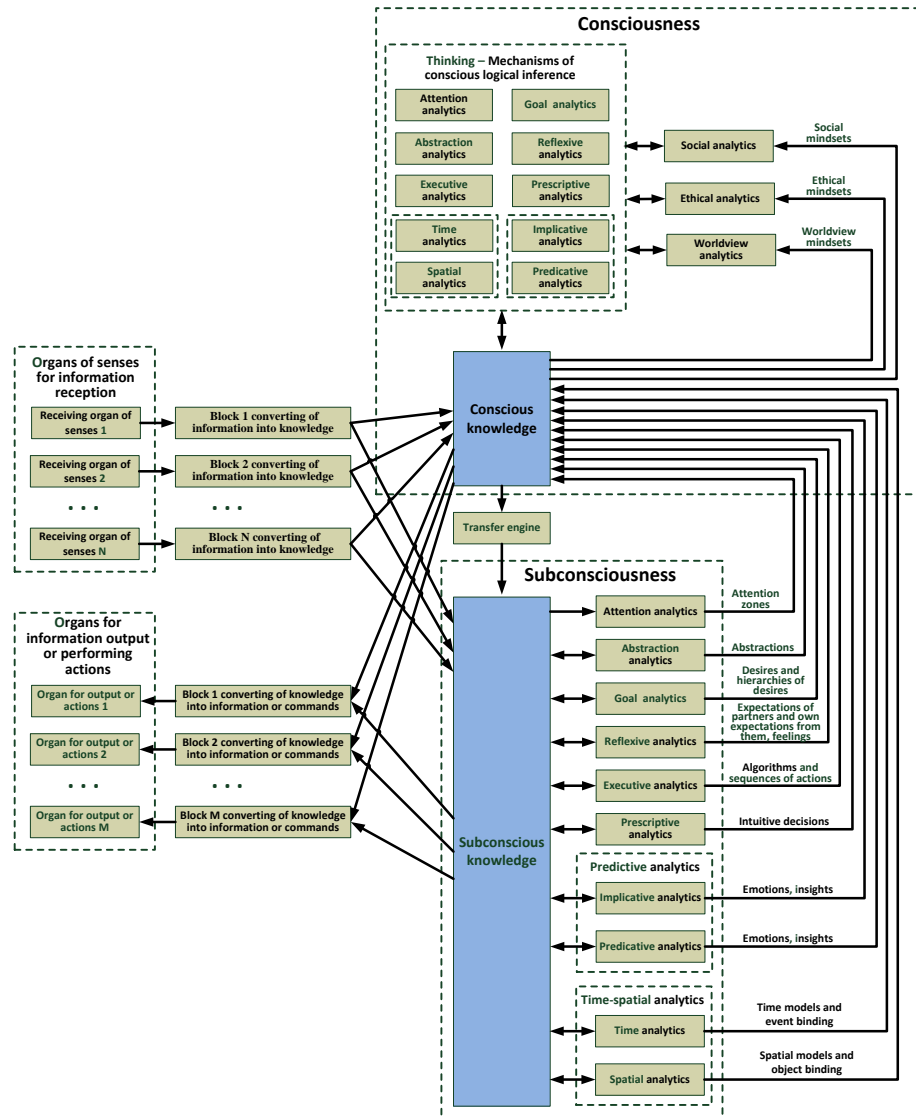 Consciousness
Thinking – Mechanisms of
conscious logical inference
Attention
analytics
Goal analytics
Abstraction
analytics
Reflexive
analytics
Executive
analytics
Prescriptive
analytics
Time
analytics
Implicative
analytics
Spatial
analytics
Predicative
analytics
Social analytics
Social
mindsets
Ethical analytics
Ethical
mindsets
Worldview
analytics
Worldview
mindsets
Organs of senses
for information
reception
Receiving organ of
senses 1
Block 1 converting of
information into knowledge
Receiving organ of
senses 2
Block 2 converting of
information into knowledge
. . .
. . .
Receiving organ of
senses N
Block N converting of
information into knowledge
Conscious
knowledge
Transfer engine
Subconsciousness
Subconscious
knowledge
Attention analytics
Attention
zones
Abstraction
analytics
Abstractions
Goal analytics
Desires and
hierarchies of
desires
Reflexive analytics
Expectations of
partners and own
expectations from
them, feelings
Executive analytics
Algorithms and
sequences of actions
Prescriptive
analytics
Intuitive decisions
Predictive analytics
Implicative analytics
Emotions, insights
Predicative analytics
Emotions, insights
Time-spatial analytics
Time analytics
Time models and
event binding
Spatial analytics
Spatial models and
object binding
Organs for
information output
or performing
actions
Organ for output or
actions 1
Block 1 converting of knowledge
into information or commands
Organ for output or
actions 2
Block 2 converting of knowledge
into information or commands
. . .
. . .
Organ for output or
actions M
Block M converting of knowledge
into information or commands